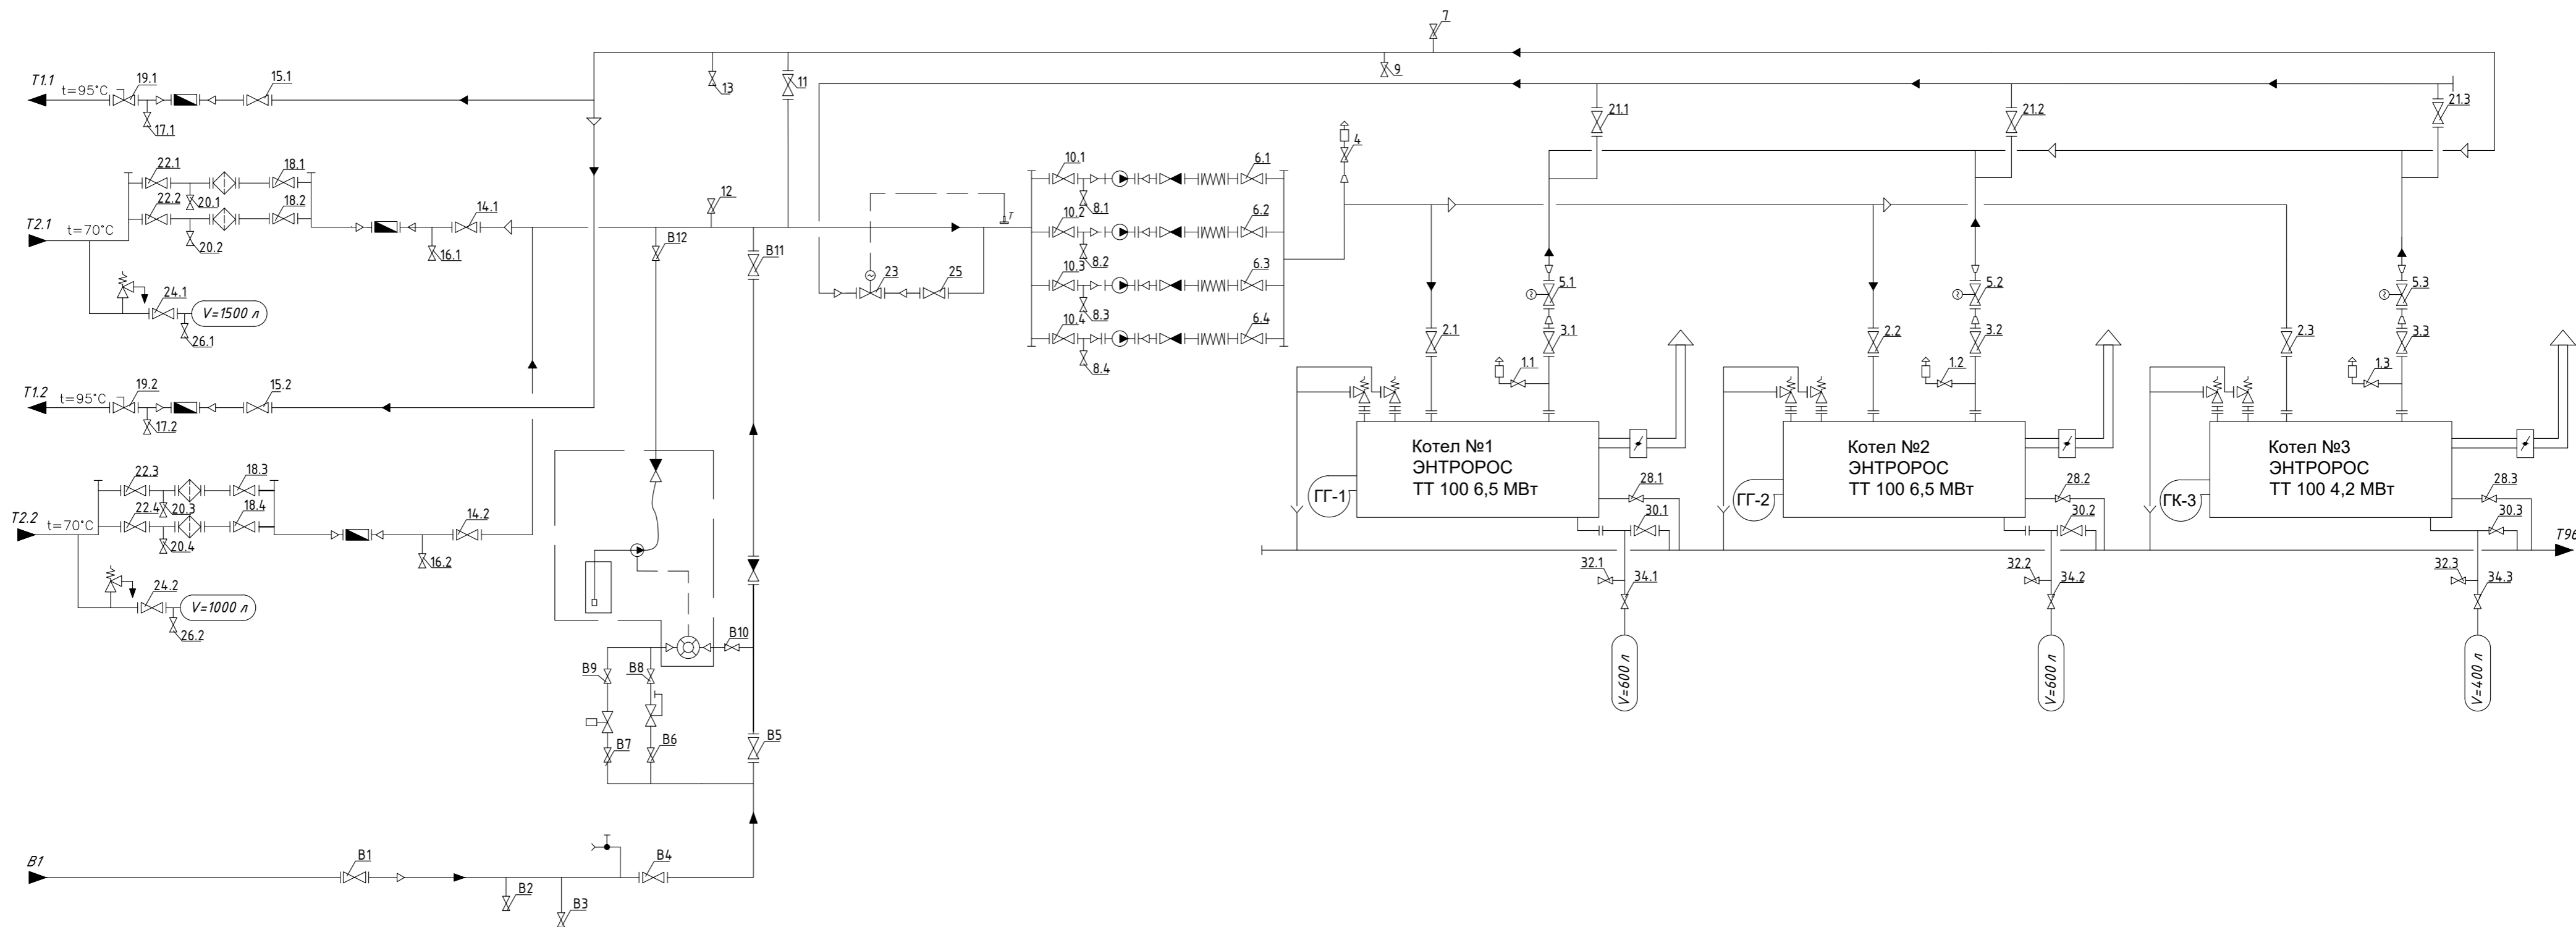 7
T1.1
t=95°C
19.1
17.1
15.1
13
11
9
21.1
21.2
21.3
T2.1
t=70°C
22.1
18.1
20.1
22.2
18.2
20.2
14.1
16.1
12
B12
B11
T
23
25
24.1
V=1500 л
26.1
10.1
8.1
6.1
10.2
8.2
6.2
10.3
8.3
6.3
10.4
8.4
6.4
4
5.1
5.2
5.3
2.1
3.1
2.2
3.2
2.3
3.3
1.1
1.2
1.3
T1.2
t=95°C
19.2
17.2
15.2
T2.2
t=70°C
22.3
18.3
20.3
22.4
18.4
20.4
14.2
16.2
24.2
V=1000 л
26.2
Котел №1
ЭНТРОРОС
ТТ 100 6,5 МВт
ГГ-1
28.1
30.1
32.1
34.1
V=600 л
Котел №2
ЭНТРОРОС
ТТ 100 6,5 МВт
ГГ-2
28.2
30.2
32.2
34.2
V=600 л
Котел №3
ЭНТРОРОС
ТТ 100 4,2 МВт
ГК-3
28.3
30.3
32.3
34.3
V=400 л
T96
B10
B9
B8
B7
B6
B5
B1
B1
B2
B3
B4